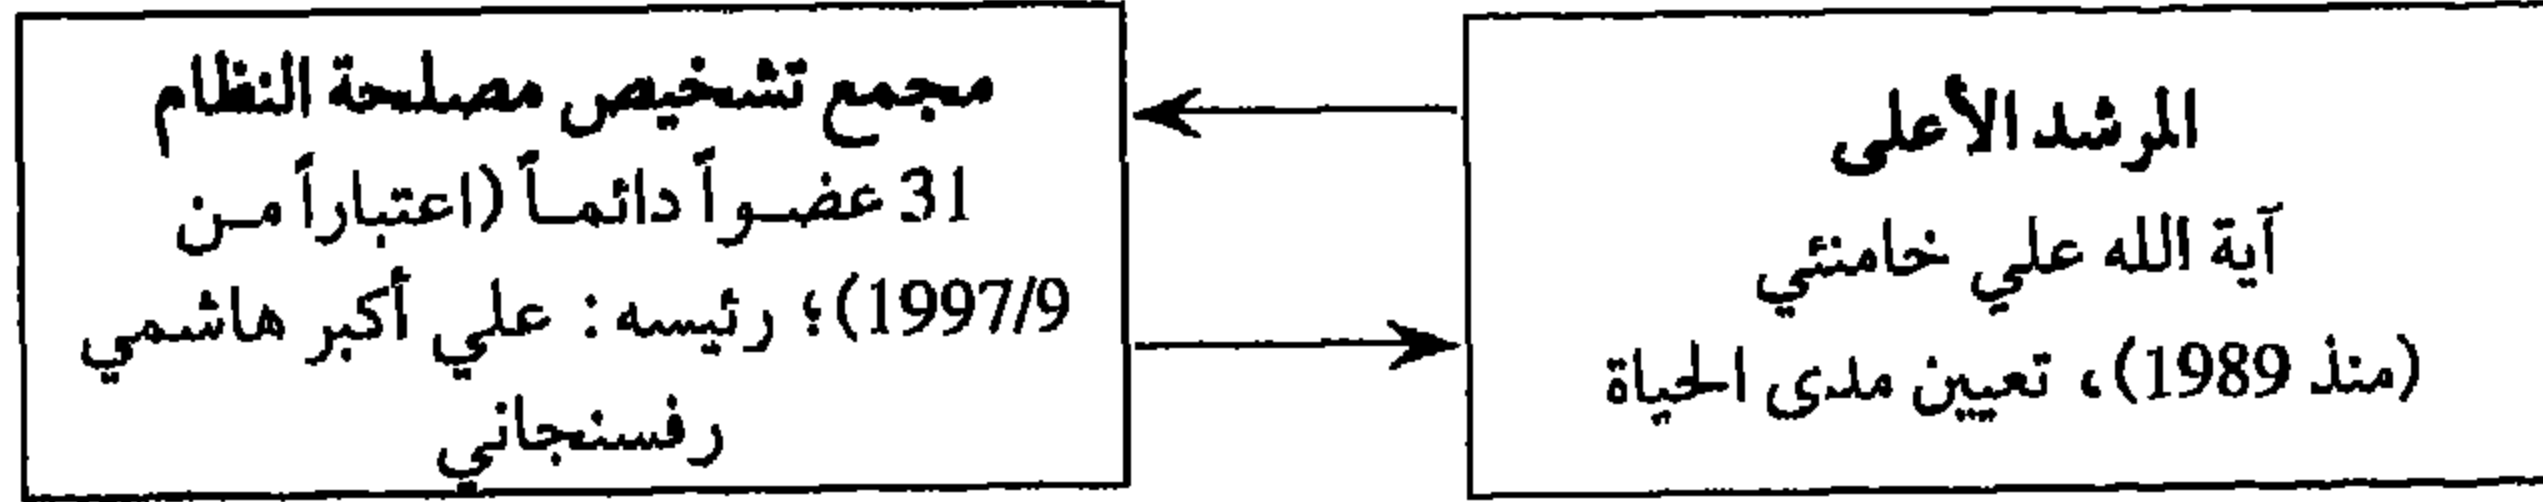 المرشد الأعلى
آية الله علي خامنئي
(منذ 1989)، تعيين مدى الحياة
مجمع تشخيص مصلحة النظام
31 عضواً دائماً (اعتباراً من
1997/9)؛ رئيسه: علي أكبر هاشمي
رفسنجاني